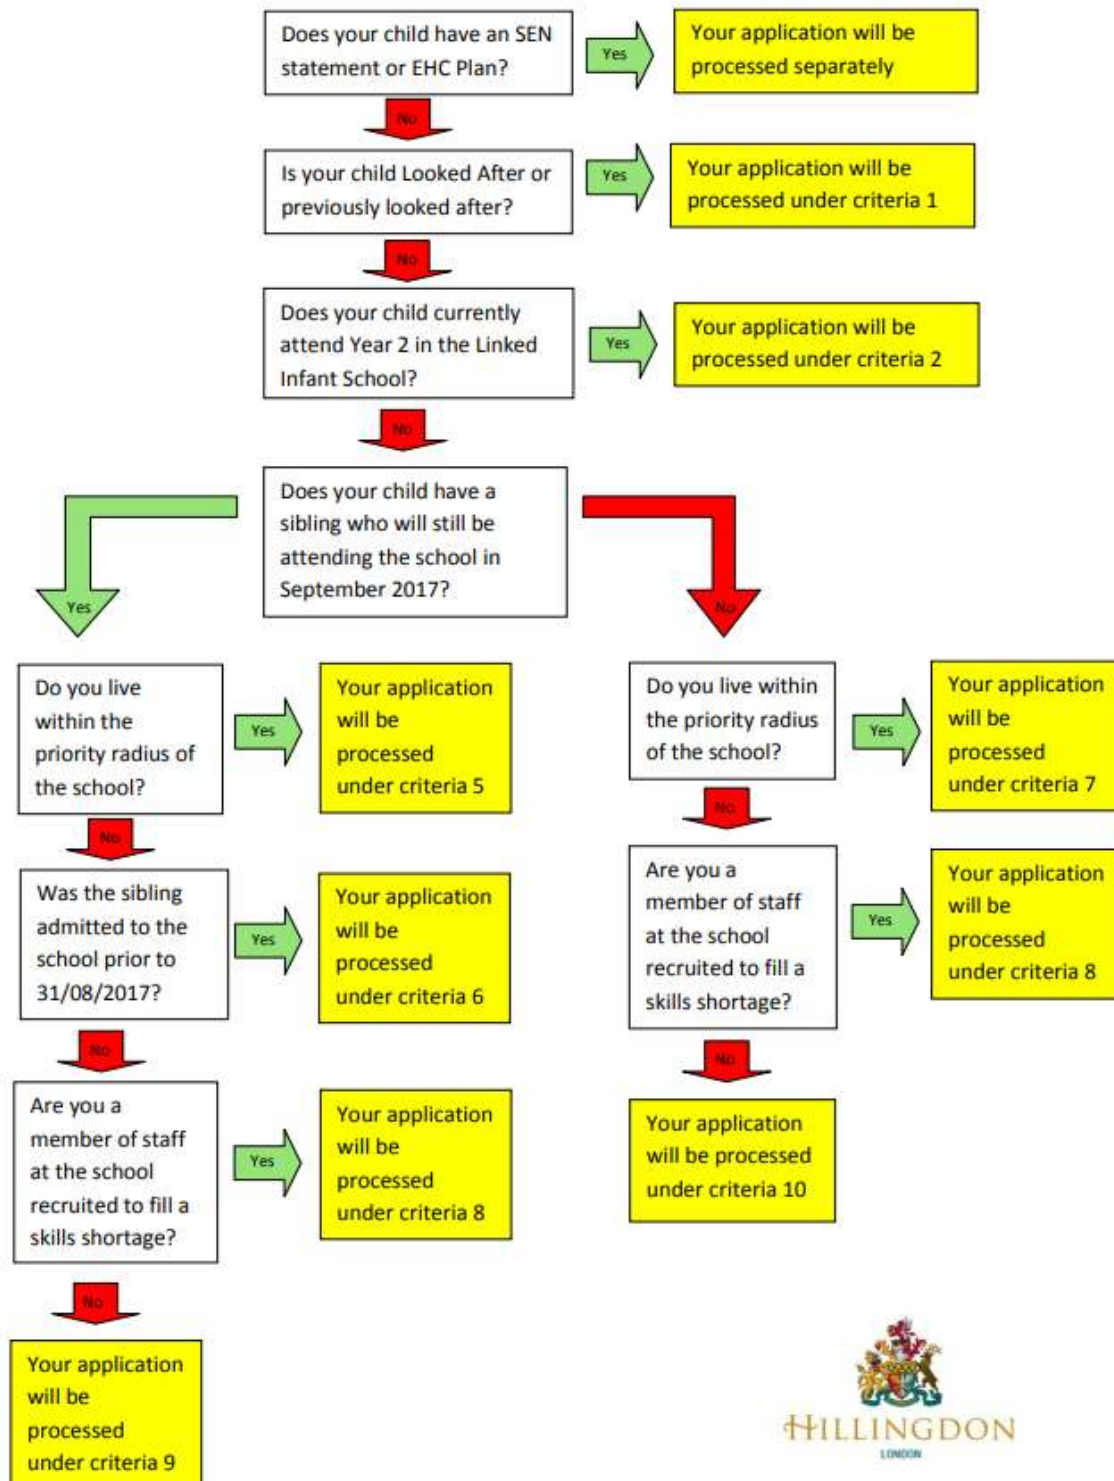 Does your child have an SEN
statement or EHC Plan?
Yes
Your application will be
processed separately
No
Is your child Looked After or
previously looked after?
Yes
Your application will be
processed under criteria 1
No
Does your child currently
attend Year 2 in the Linked
Infant School?
Yes
Your application will be
processed under criteria 2
No
Does your child have a
sibling who will still be
attending the school in
September 2017?
Yes
No
Do you live
within the
priority radius of
the school?
Yes
Your application
will be
processed
under criteria 5
No
Was the sibling
admitted to the
school prior to
31/08/2017?
Yes
Your application
will be
processed
under criteria 6
No
Are you a
member of staff
at the school
recruited to fill a
skills shortage?
Yes
Your application
will be
processed
under criteria 8
No
Your application
will be
processed
under criteria 9
Do you live within
the priority radius
of the school?
Yes
Your application
will be
processed
under criteria 7
No
Are you a
member of staff
at the school
recruited to fill a
skills shortage?
Yes
Your application
will be
processed
under criteria 8
No
Your application
will be processed
under criteria 10
HILLINGDON
LONDON